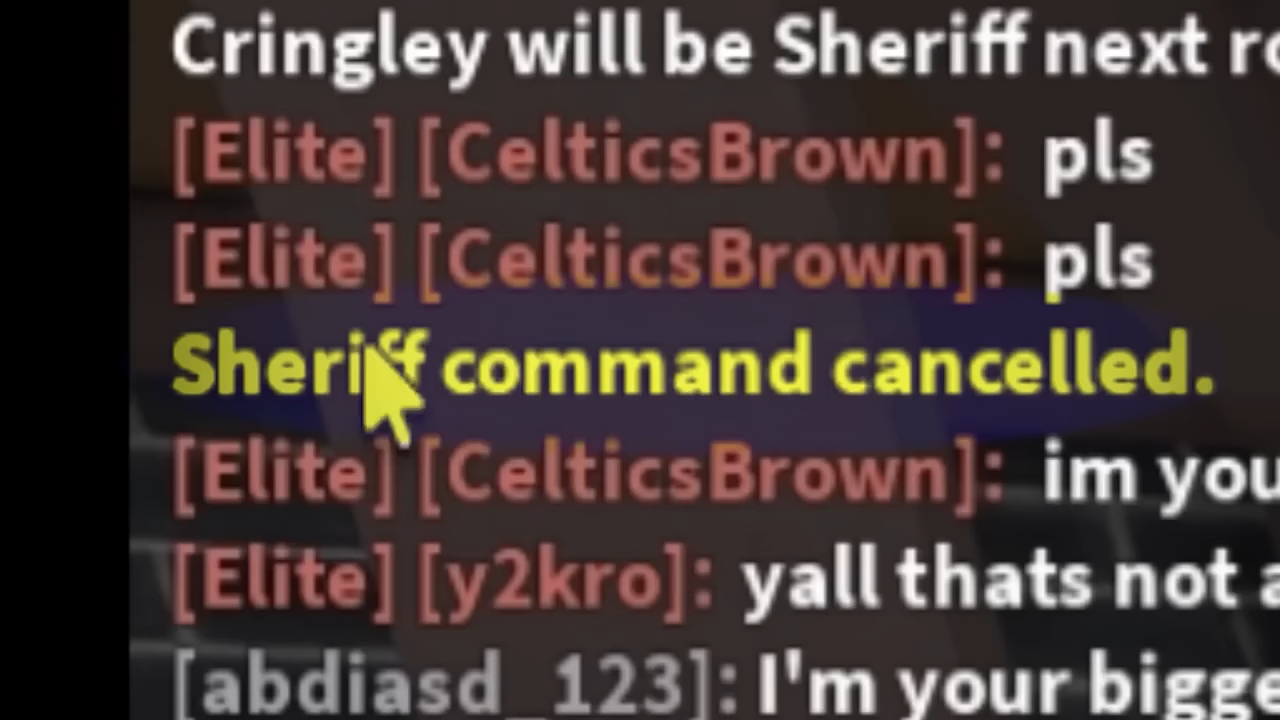 Cringley will be Sheriff next
[Elite] [CelticsBrown]: pls
[Elite] [CelticsBrown]: pls
Sheriff command cancelled.
[Elite] [CelticsBrown]: im
[Elite] [y2kro]: yall thats not
[abdiasd_123]: I'm your